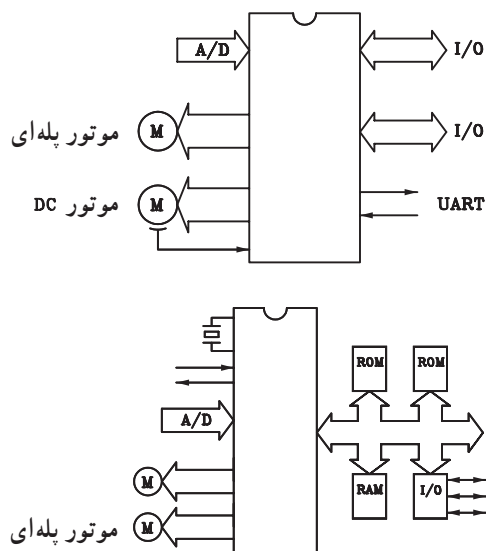 A/D I/O
موتور پله‌ای M I/O
موتور DC M UART
ROM ROM
A/D
M RAM I/O
موتور پله‌ای M